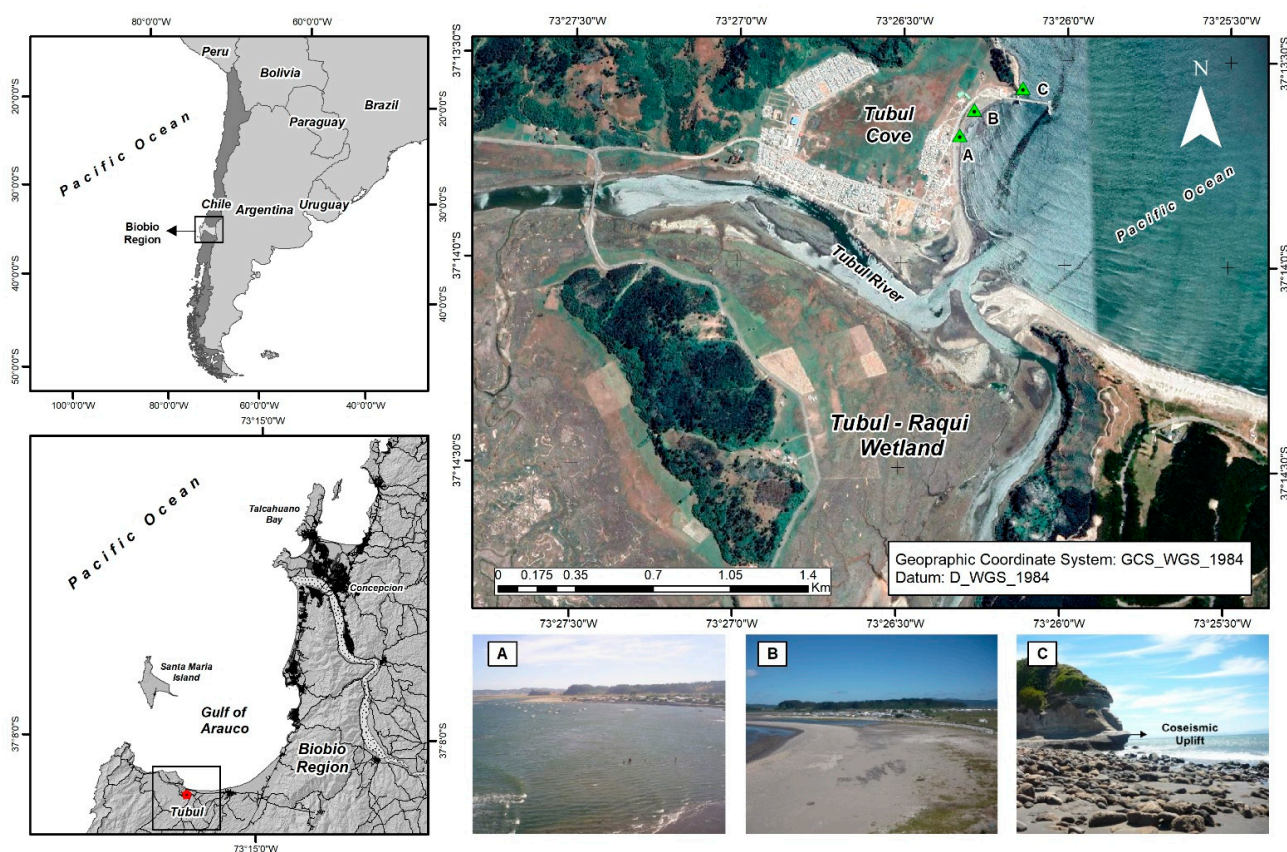 80°0'0"W
60°0'0"W
Peru
Bolivia
Brazil
Paraguay
Pacific Ocean
Chile
Argentina
Uruguay
Biobio
Region
20°0'0"S
30°0'0"S
40°0'0"S
50°0'0"S
20°0'0"S
30°0'0"S
40°0'0"S
100°0'0"W
80°0'0"W
60°0'0"W
40°0'0"W
73°15'0"W
Pacific Ocean
Talcahuano
Bay
Concepcion
Santa Maria
Island
Gulf of
Arauco
Biobio
Region
Tubul
37°8'0"S
37°8'0"S
73°15'0"W
73°27'30"W
73°27'0"W
73°26'30"W
73°26'0"W
73°25'30"W
37°13'30"S
37°14'0"S
37°14'30"S
37°13'30"S
37°14'0"S
37°14'30"S
N
C
B
A
Tubul
Cove
Pacific Ocean
Tubul River
Tubul - Raqui
Wetland
Geopraphic Coordinate System: GCS_WGS_1984
Datum: D_WGS_1984
0 0.175 0.35 0.7 1.05 1.4
Km
73°27'30"W
73°27'0"W
73°26'30"W
73°26'0"W
73°25'30"W
A
B
C
Coseismic
Uplift